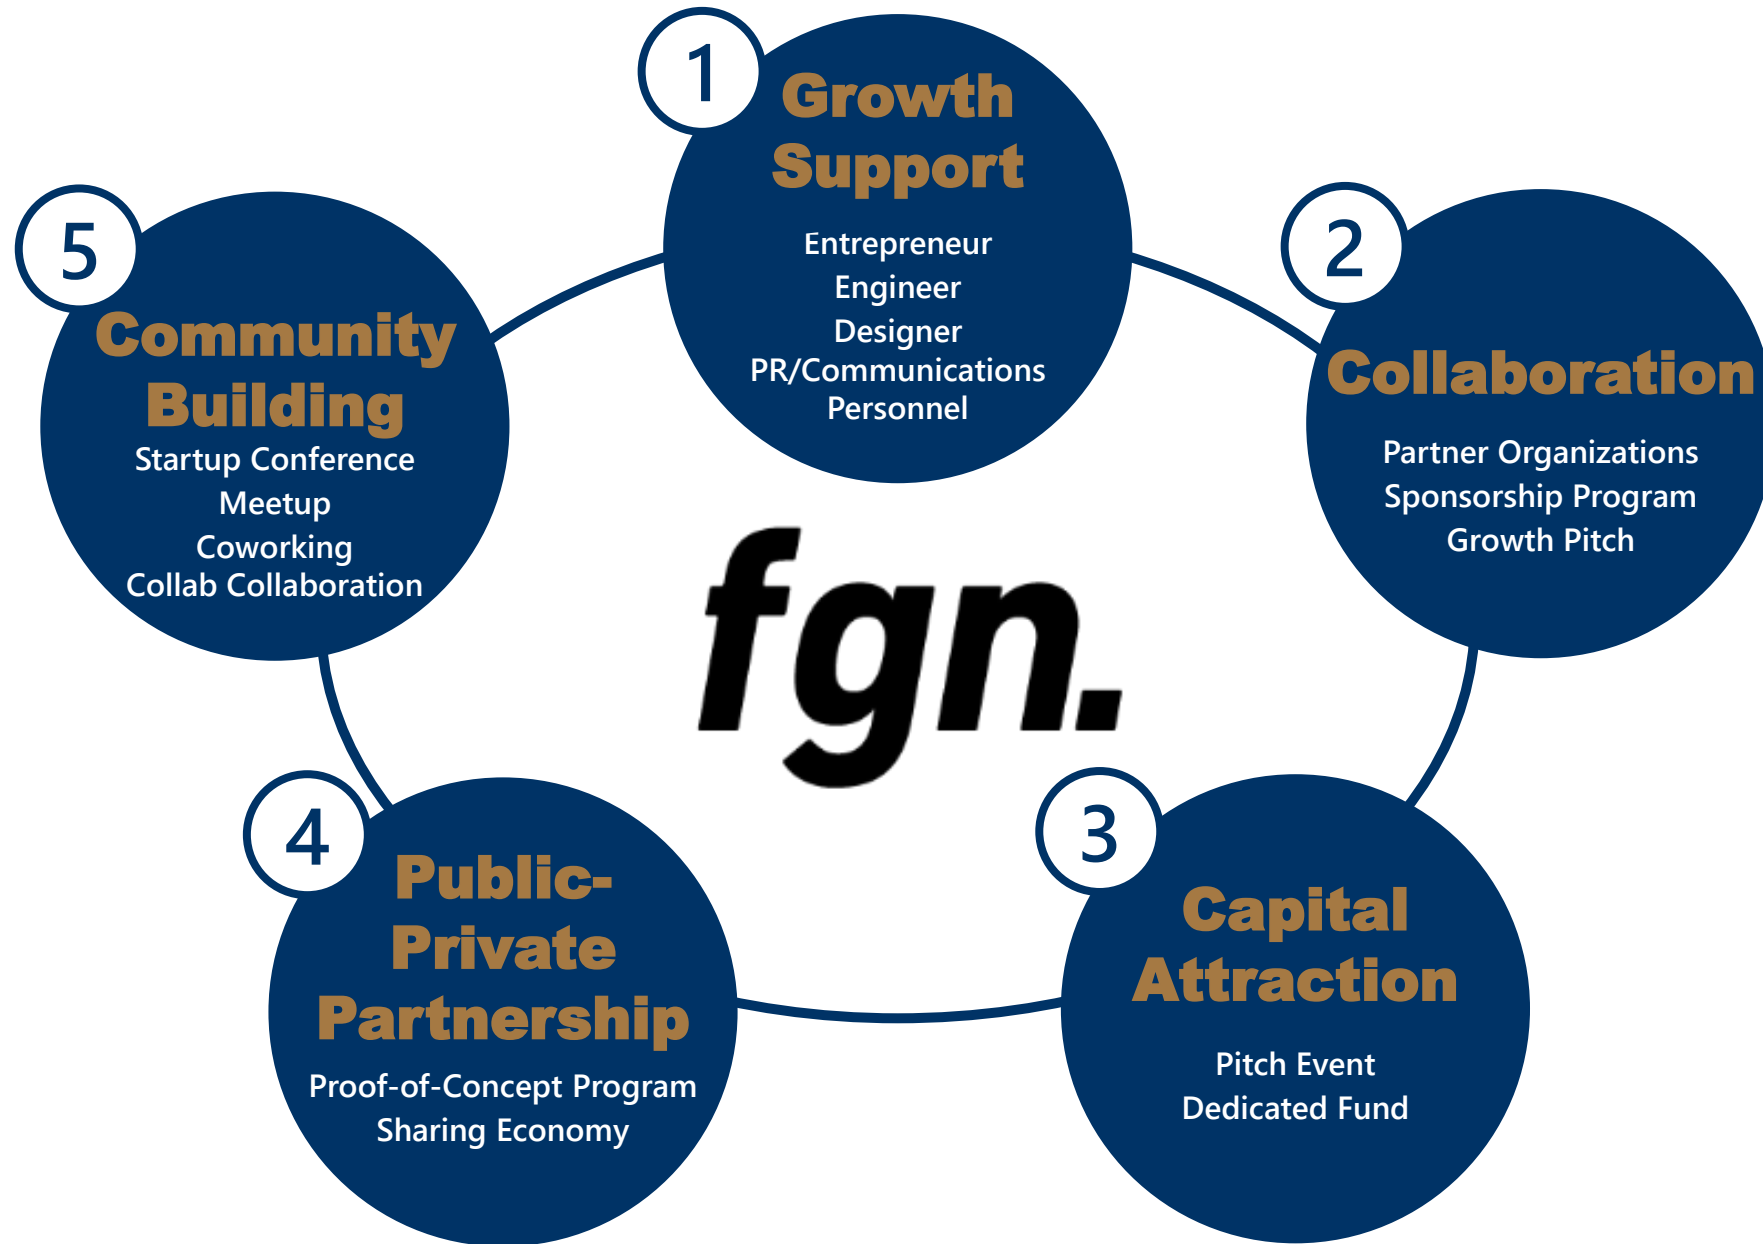 1
Growth
Support
Entrepreneur
Engineer
Designer
PR/Communications
Personnel
2
Collaboration
Partner Organizations
Sponsorship Program
Growth Pitch
3
Capital
Attraction
Pitch Event
Dedicated Fund
4
Public-
Private
Partnership
Proof-of-Concept Program
Sharing Economy
5
Community
Building
Startup Conference
Meetup
Coworking
Collab Collaboration
fgn.